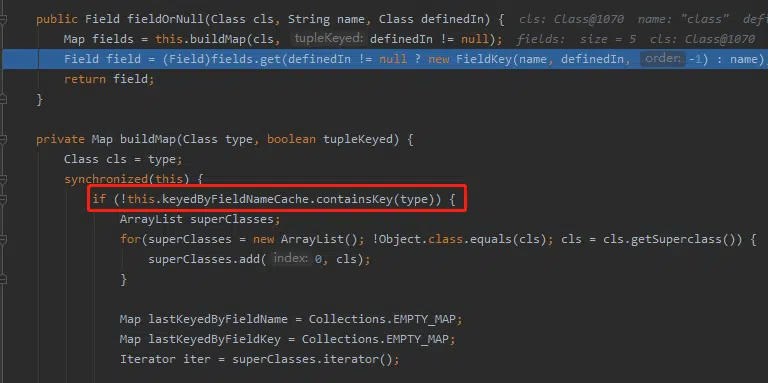 public Field fieldOrNull(Class cls, String name, Class definedIn) { cls: Class@1070 name: "class" defi
Map fields = this.buildMap(cls, tupleKeyed: definedIn != null); fields: size = 5 cls: Class@1070
Field field = (Field)fields.get(definedIn != null ? new FieldKey(name, definedIn, order: -1) : name)
return field;
}
private Map buildMap(Class type, boolean tupleKeyed) {
Class cls = type;
synchronized(this) {
if (!this.keyedByFieldNameCache.containsKey(type)) {
ArrayList superClasses;
for(superClasses = new ArrayList(); !Object.class.equals(cls); cls = cls.getSuperclass()) {
superClasses.add( index: 0, cls);
}
Map lastKeyedByFieldName = Collections.EMPTY_MAP;
Map lastKeyedByFieldKey = Collections.EMPTY_MAP;
Iterator iter = superClasses.iterator();